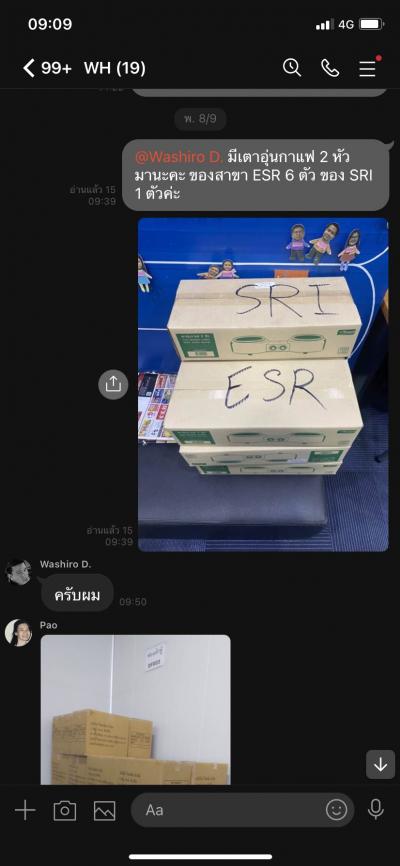 09:09
4G
99+ WH (19)
พ. 8/9
@Washiro D. มีเตาอุ่นกาแฟ 2 หัว
มานะคะ ของสาขา ESR 6 ตัว ของ SRI
1 ตัวค่ะ
อ่านแล้ว 15
09:39
SRI
ESR
อ่านแล้ว 15
09:39
Washiro D.
ครับผม
09:50
Pao
Aa